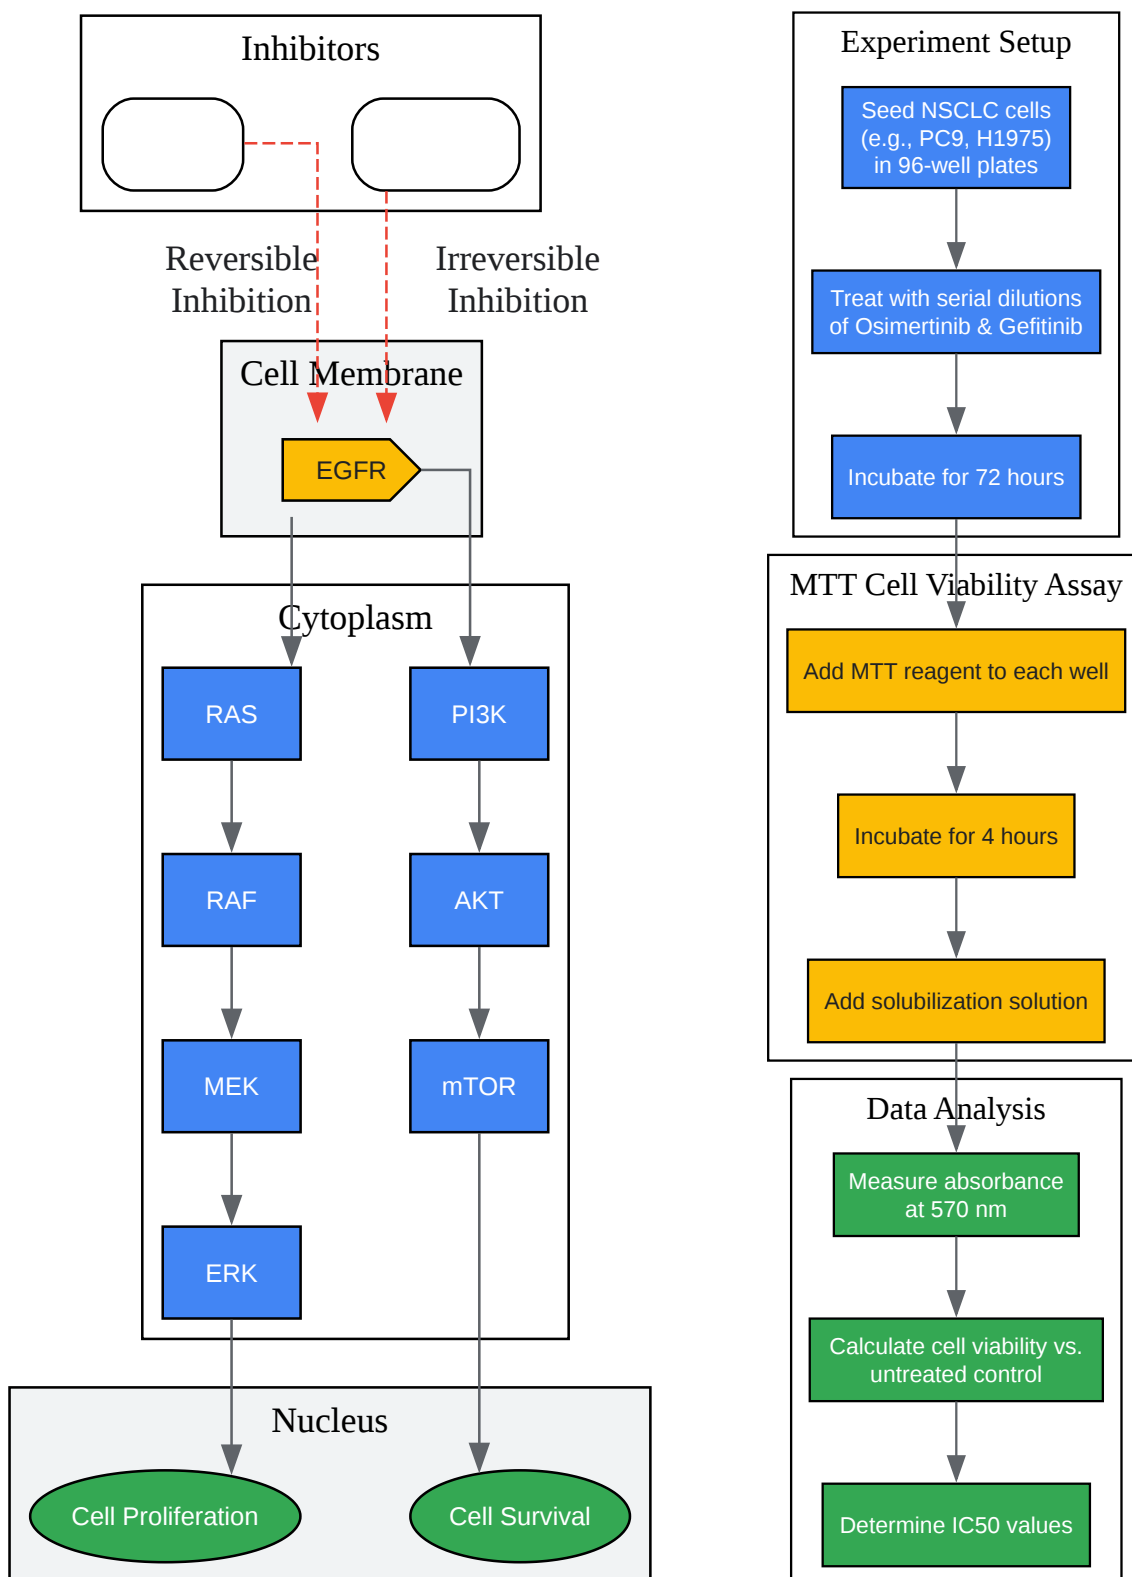 Inhibitors
Reversible
Inhibition
Irreversible
Inhibition
Cell Membrane
EGFR
Cytoplasm
RAS
PI3K
RAF
AKT
MEK
mTOR
ERK
Nucleus
Cell Proliferation
Cell Survival
Experiment Setup
Seed NSCLC cells
(e.g., PC9, H1975)
in 96-well plates
Treat with serial dilutions
of Osimertinib & Gefitinib
Incubate for 72 hours
MTT Cell Viability Assay
Add MTT reagent to each well
Incubate for 4 hours
Add solubilization solution
Data Analysis
Measure absorbance
at 570 nm
Calculate cell viability vs.
untreated control
Determine IC50 values